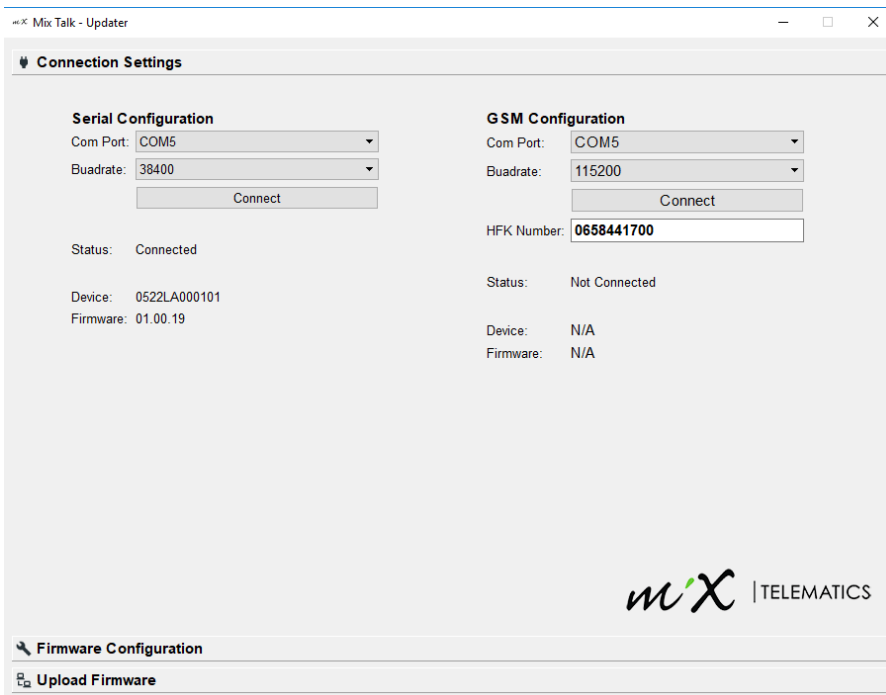 mix Mix Talk - Updater
Connection Settings
Serial Configuration
Com Port: COM5
Buadrate: 38400
Connect
Status: Connected
Device: 0522LA000101
Firmware: 01.00.19
GSM Configuration
Com Port: COM5
Buadrate: 115200
Connect
HFK Number: 0658441700
Status: Not Connected
Device: N/A
Firmware: N/A
mix | TELEMATICS
Firmware Configuration
Upload Firmware